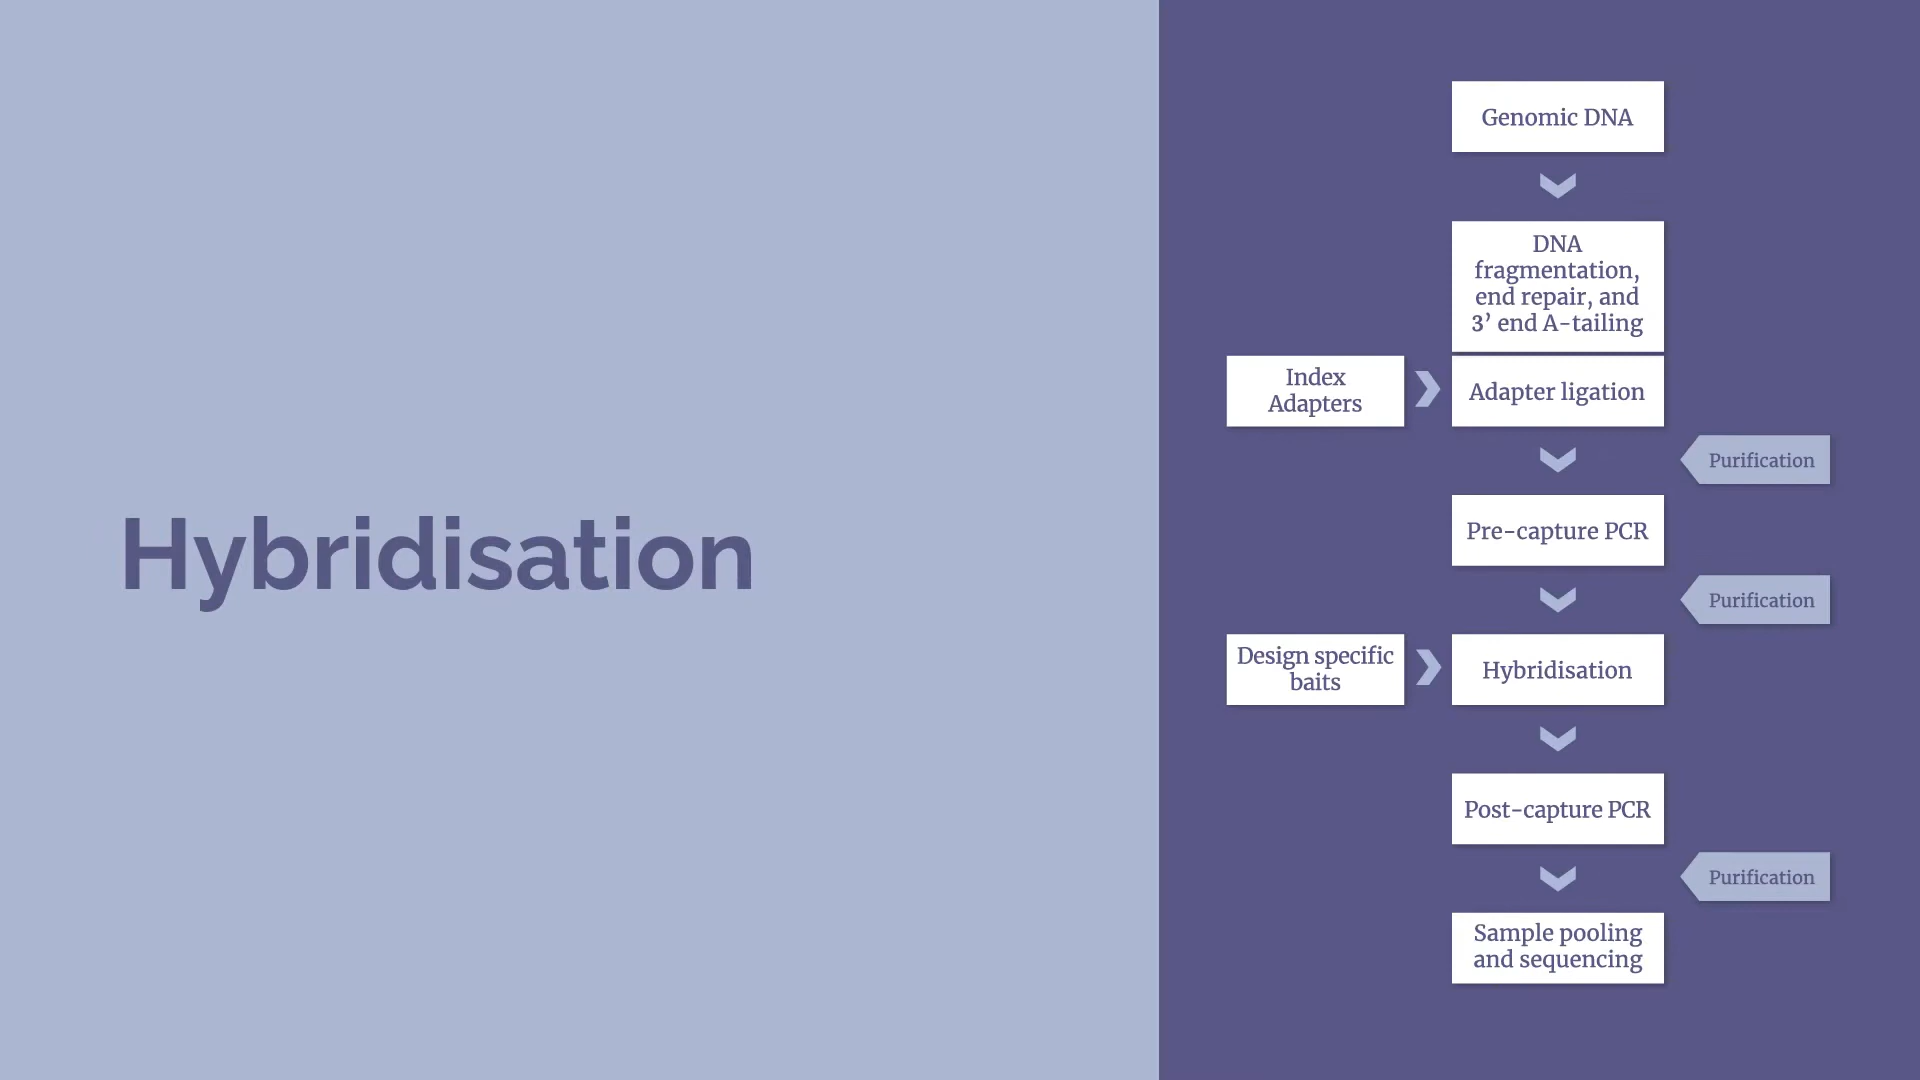 Hybridisation
Genomic DNA
DNA
fragmentation,
end repair, and
3’ end A-tailing
Index
Adapters
Adapter ligation
Purification
Pre-capture PCR
Purification
Design specific
baits
Hybridisation
Post-capture PCR
Purification
Sample pooling
and sequencing